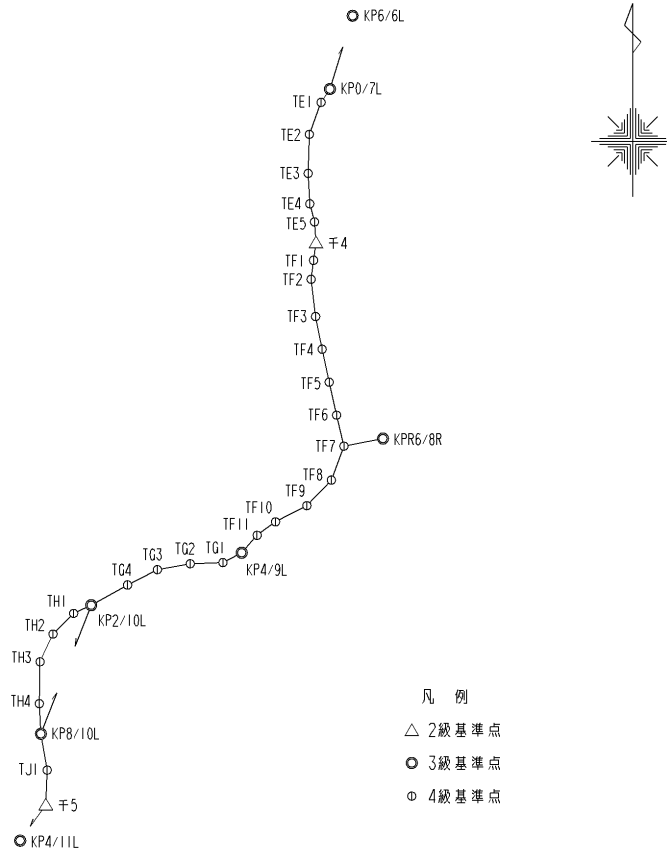 KP6/6L
KP0/7L
TE1
TE2
TE3
TE4
TE5
千4
TF1
TF2
TF3
TF4
TF5
TF6
KPR6/8R
TF7
TF8
TF9
TF10
TF11
TG1
TG2
TG3
KP4/9L
TG4
TH1
KP2/10L
TH2
TH3
凡 例
TH4
2級基準点
KP8/10L
3級基準点
TJ1
4級基準点
千5
KP4/11L